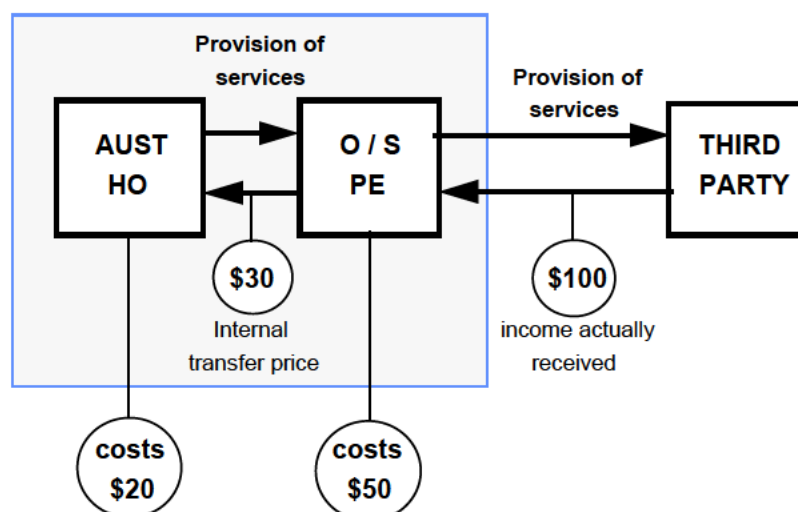 Provision of
services
Provision of
services
AUST
HO
O / S
PE
THIRD
PARTY
$30
$100
Internal
transfer price
income actually
received
costs
$20
costs
$50